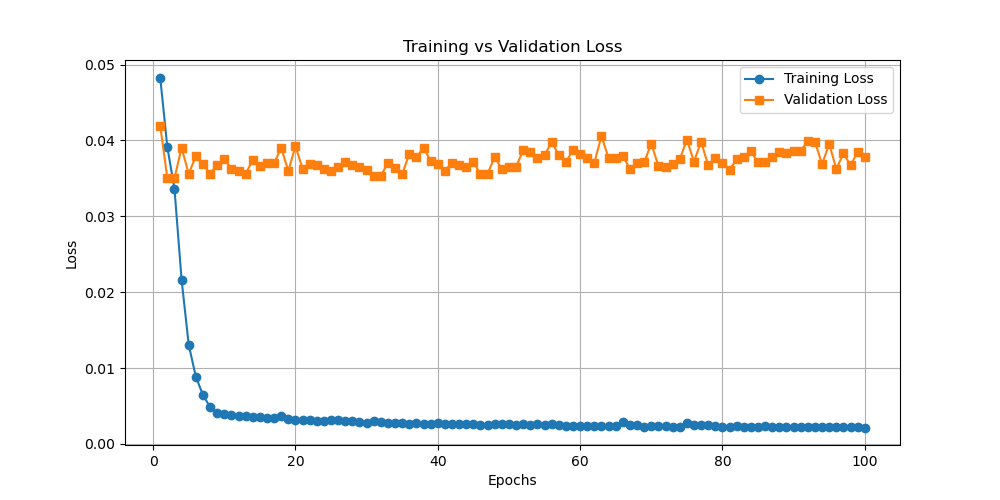 Training vs Validation Loss
Training Loss
Validation Loss
0.05
0.04
0.03
0.02
0.01
0.00
Loss
0 20 40 60 80 100
Epochs